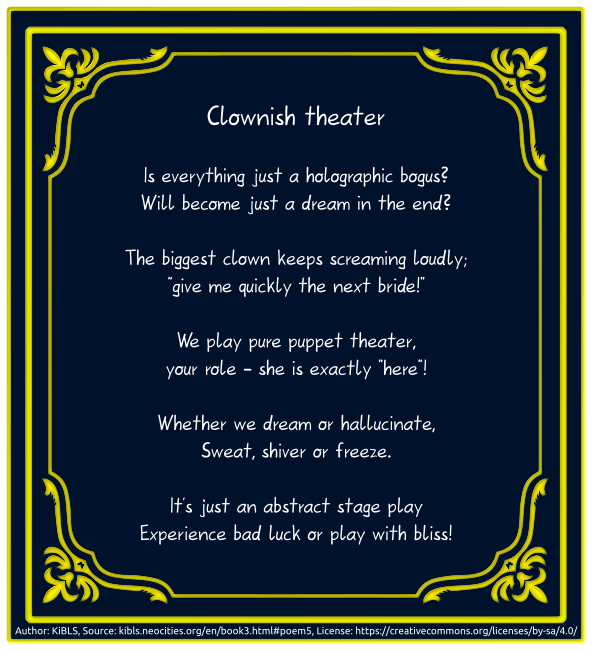 Clownish theater
Is everything just a holographic bogus?
Will become just a dream in the end?
The biggest clown keeps screaming loudly;
"give me quickly the next bride!"
We play pure puppet theater,
your role – she is exactly "here"!
Whether we dream or hallucinate,
Sweat, shiver or freeze.
It's just an abstract stage play
Experience bad luck or play with bliss!
Author: KiBLS, Source: kibls.neocities.org/en/book3.html#poem5, License: https://creativecommons.org/licenses/by-sa/4.0/